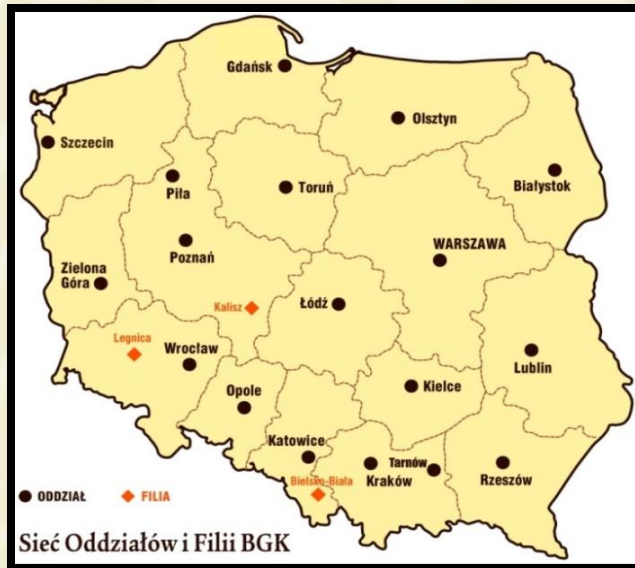 Gdańsk
Olsztyn
Szczecin
Białystok
Piła
Toruń
Poznań
WARSZAWA
Zielona
Góra
Kalisz
Łódź
Legnica
Wrocław
Lublin
Opole
Kielce
Katowice
Tarnów
Kraków
Rzeszów
Bielsko-Biała
ODDZIAŁ
FILIA
Sieć Oddziałów i Filii BGK